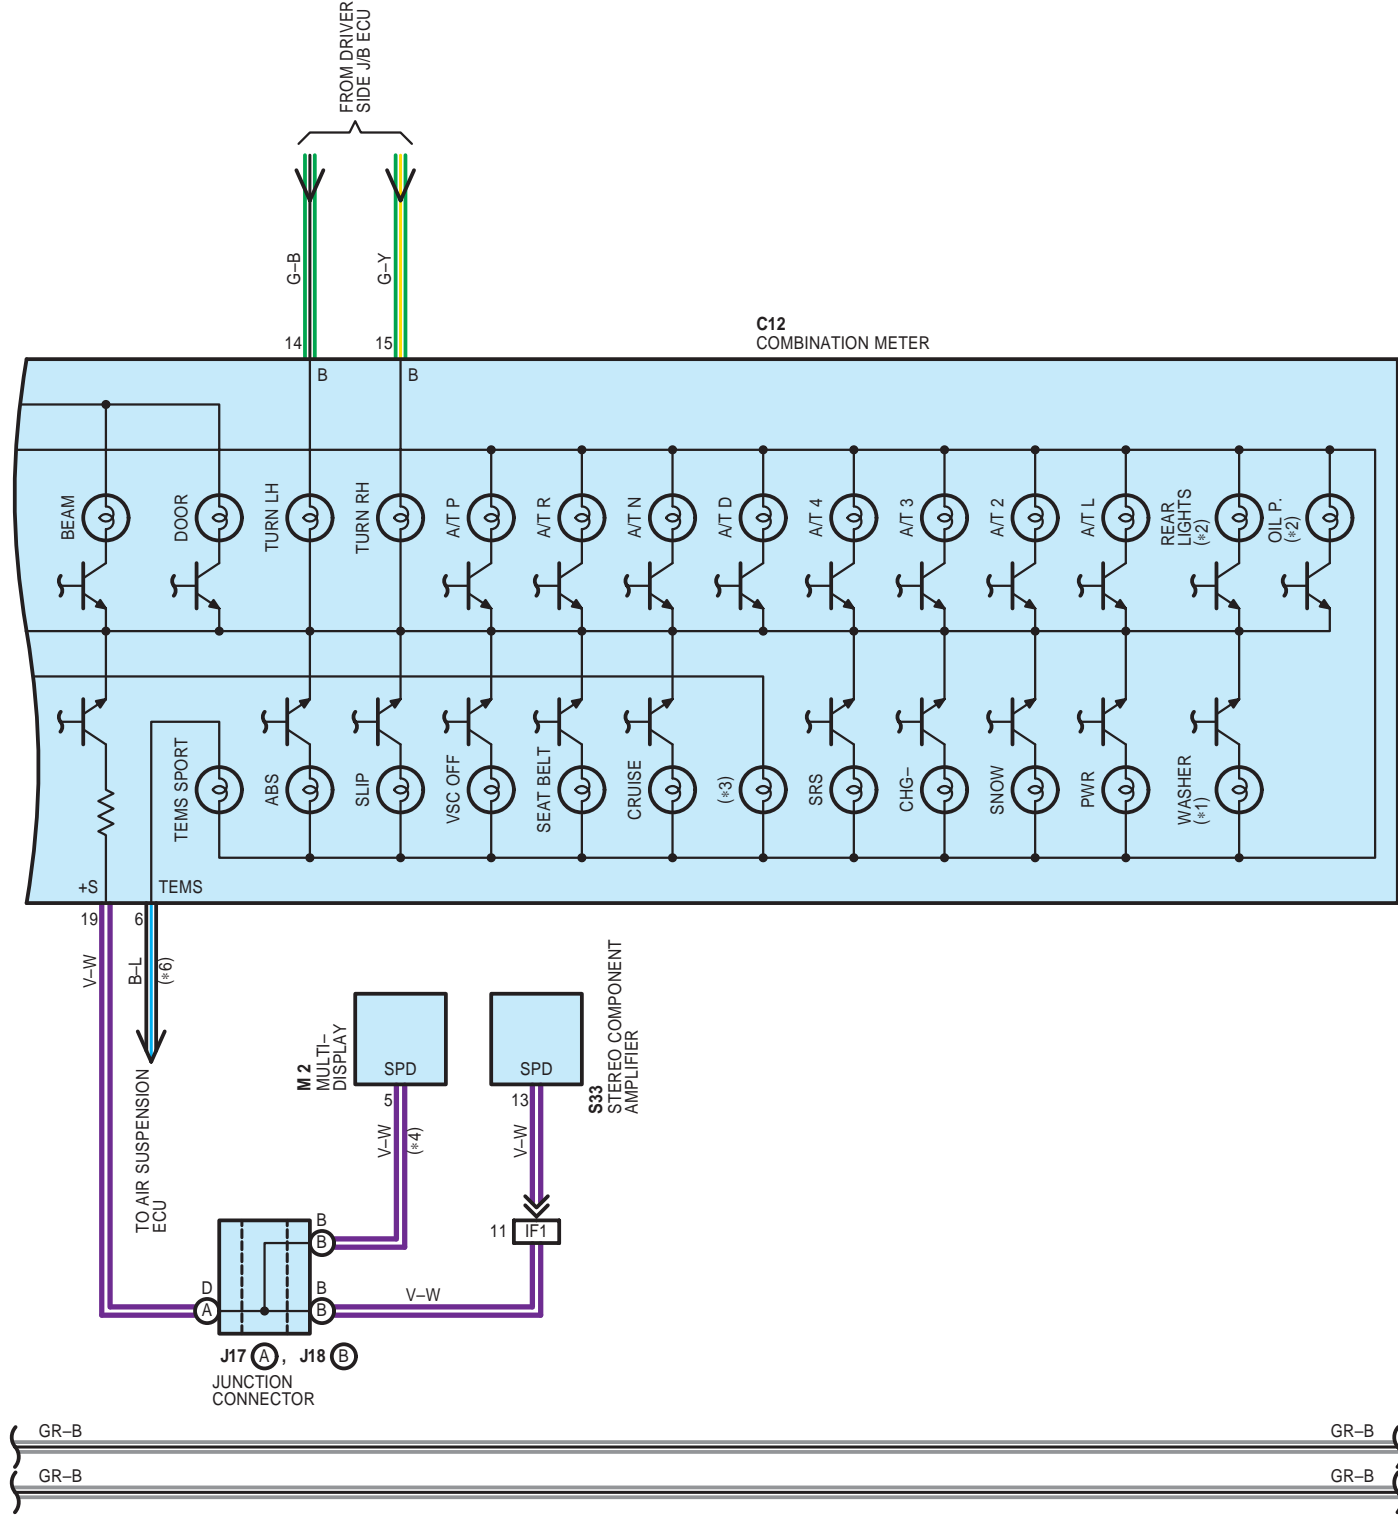 FROM DRIVER
SIDE J/B ECU
G–B
G–Y
14
15
C12
COMBINATION METER
B
B
BEAM
DOOR
TURN LH
TURN RH
A/T P
A/T R
A/T N
A/T D
A/T 4
A/T 3
A/T 2
A/T L
REAR
LIGHTS
(*2)
OIL P.
(*2)
TEMS SPORT
ABS
SLIP
VSC OFF
SEAT BELT
CRUISE
(*3)
SRS
CHG–
SNOW
PWR
WASHER
(*1)
+S
TEMS
19
6
V–W
B–L
(*6)
TO AIR SUSPENSION
ECU
M 2
MULTI–
DISPLAY
SPD
5
V–W
(*4)
SPD
13
V–W
S33
STEREO COMPONENT
AMPLIFIER
11
IF1
B
B
D
A
B
B
V–W
J17 A , J18 B
JUNCTION
CONNECTOR
GR–B
GR–B
GR–B
GR–B